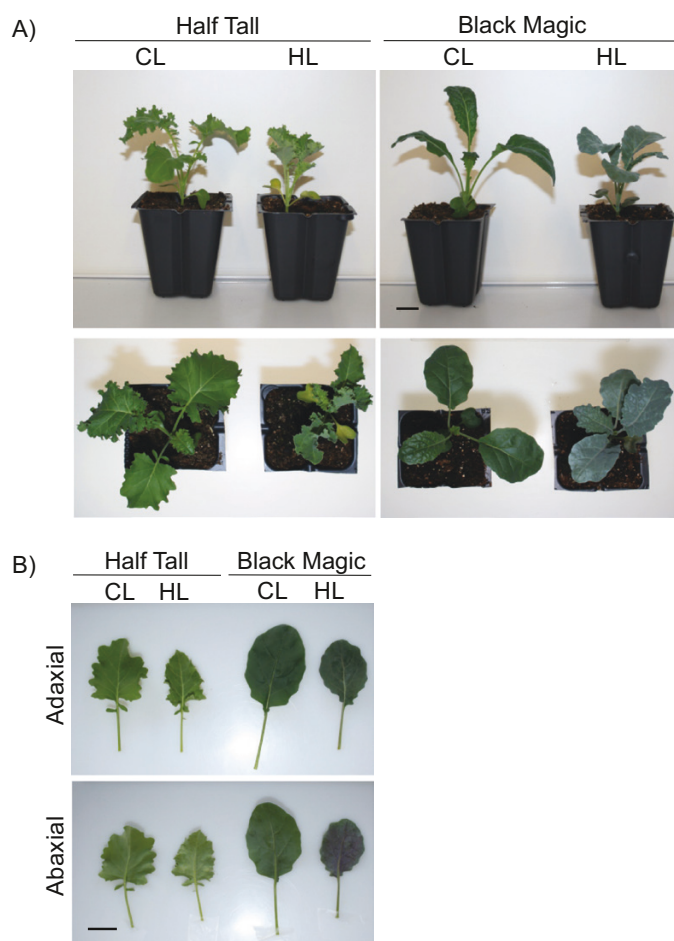 A)
Half Tall Black Magic
CL HL CL HL
B)
Half Tall Black Magic
CL HL CL HL
Adaxial
Abaxial